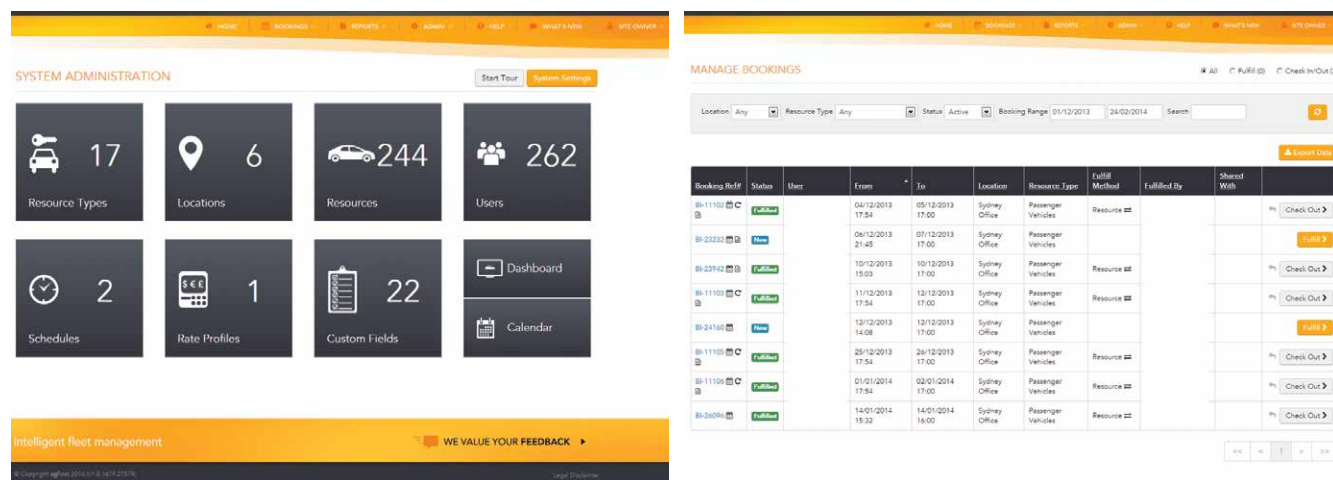 HOME BOOKINGS REPORTS ADMIN HELP WHAT'S NEW SITE OWNER
SYSTEM ADMINISTRATION
Start Tour System Settings
17 6 244 262
Resource Types Locations Resources Users
2 1 22
Dashboard
Calendar
Schedules Rate Profiles Custom Fields
Intelligent fleet management
WE VALUE YOUR FEEDBACK
Legal Disclaimer
HOME BOOKINGS REPORTS ADMIN HELP WHAT'S NEW SITE OWNER
MANAGE BOOKINGS
All Fulfill (0) Check In/Out
Location Any Resource Type Any Status Active Booking Range 01/12/2013 24/02/2014 Search
Export Data
Booking Ref# Status User From To Location Resource Type Fulfill Method Fulfilled By Shared With
BI-11102 Fulfilled 04/12/2013 17:54 05/12/2013 17:00 Sydney Office Passenger Vehicles Resource Check Out
BI-23232 New 06/12/2013 21:45 07/12/2013 17:00 Sydney Office Passenger Vehicles Fulfill
BI-23942 Fulfilled 10/12/2013 15:03 10/12/2013 17:00 Sydney Office Passenger Vehicles Resource Check Out
BI-11103 Fulfilled 11/12/2013 17:54 12/12/2013 17:00 Sydney Office Passenger Vehicles Resource Check Out
BI-24160 New 12/12/2013 14:08 12/12/2013 17:00 Sydney Office Passenger Vehicles Fulfill
BI-11105 Fulfilled 25/12/2013 17:54 26/12/2013 17:00 Sydney Office Passenger Vehicles Resource Check Out
BI-11106 Fulfilled 01/01/2014 17:54 02/01/2014 17:00 Sydney Office Passenger Vehicles Resource Check Out
BI-26096 Fulfilled 14/01/2014 15:32 14/01/2014 16:00 Sydney Office Passenger Vehicles Resource Check Out
<< < 1 > >>